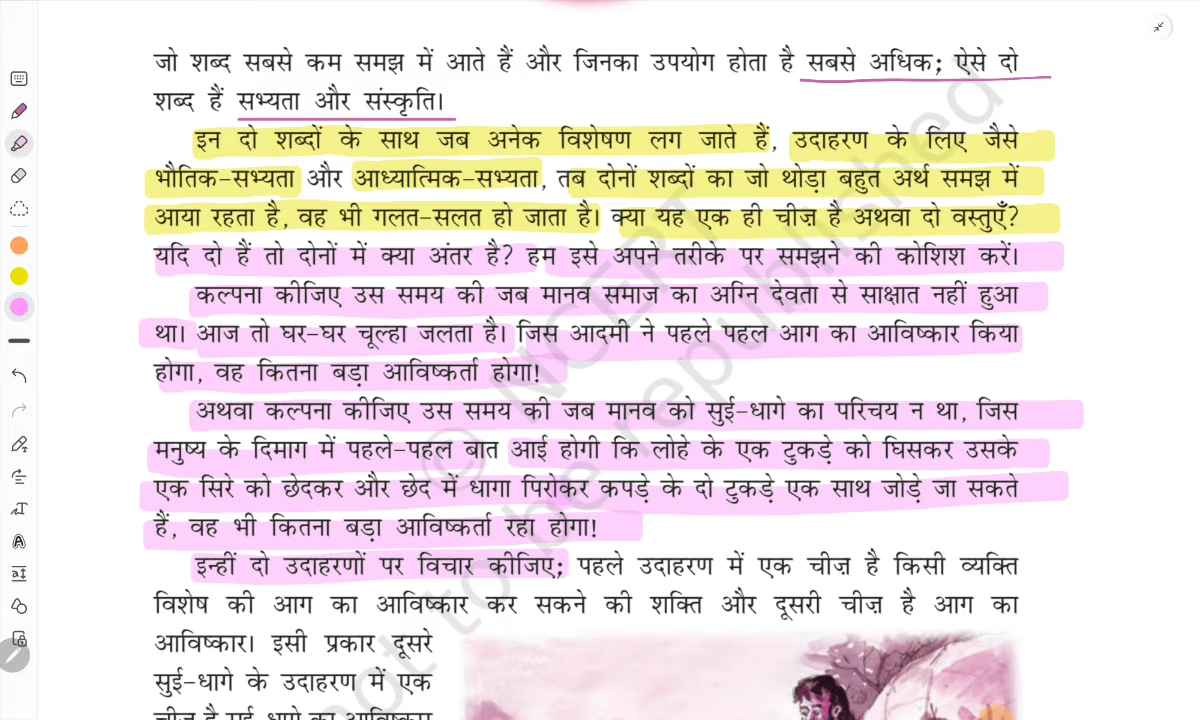 जो शब्द सबसे कम समझ में आते हैं और जिनका उपयोग होता है सबसे अधिक; ऐसे दो
शब्द हैं सभ्यता और संस्कृति।
इन दो शब्दों के साथ जब अनेक विशेषण लग जाते हैं, उदाहरण के लिए जैसे
भौतिक-सभ्यता और आध्यात्मिक-सभ्यता, तब दोनों शब्दों का जो थोड़ा बहुत अर्थ समझ में
आया रहता है, वह भी गलत-सलत हो जाता है। क्या यह एक ही चीज़ है अथवा दो वस्तुएँ?
यदि दो हैं तो दोनों में क्या अंतर है? हम इसे अपने तरीके पर समझने की कोशिश करें।
कल्पना कीजिए उस समय की जब मानव समाज का अग्नि देवता से साक्षात नहीं हुआ
था। आज तो घर-घर चूल्हा जलता है। जिस आदमी ने पहले पहल आग का आविष्कार किया
होगा, वह कितना बड़ा आविष्कर्ता होगा!
अथवा कल्पना कीजिए उस समय की जब मानव को सुई-धागे का परिचय न था, जिस
मनुष्य के दिमाग में पहले-पहल बात आई होगी कि लोहे के एक टुकड़े को घिसकर उसके
एक सिरे को छेदकर और छेद में धागा पिरोकर कपड़े के दो टुकड़े एक साथ जोड़े जा सकते
हैं, वह भी कितना बड़ा आविष्कर्ता रहा होगा!
इन्हीं दो उदाहरणों पर विचार कीजिए; पहले उदाहरण में एक चीज़ है किसी व्यक्ति
विशेष की आग का आविष्कार कर सकने की शक्ति और दूसरी चीज़ है आग का
आविष्कार। इसी प्रकार दूसरे
सुई-धागे के उदाहरण में एक
चीज़ है सुई-धागे का आविष्कार
© NCERT
not to be republished